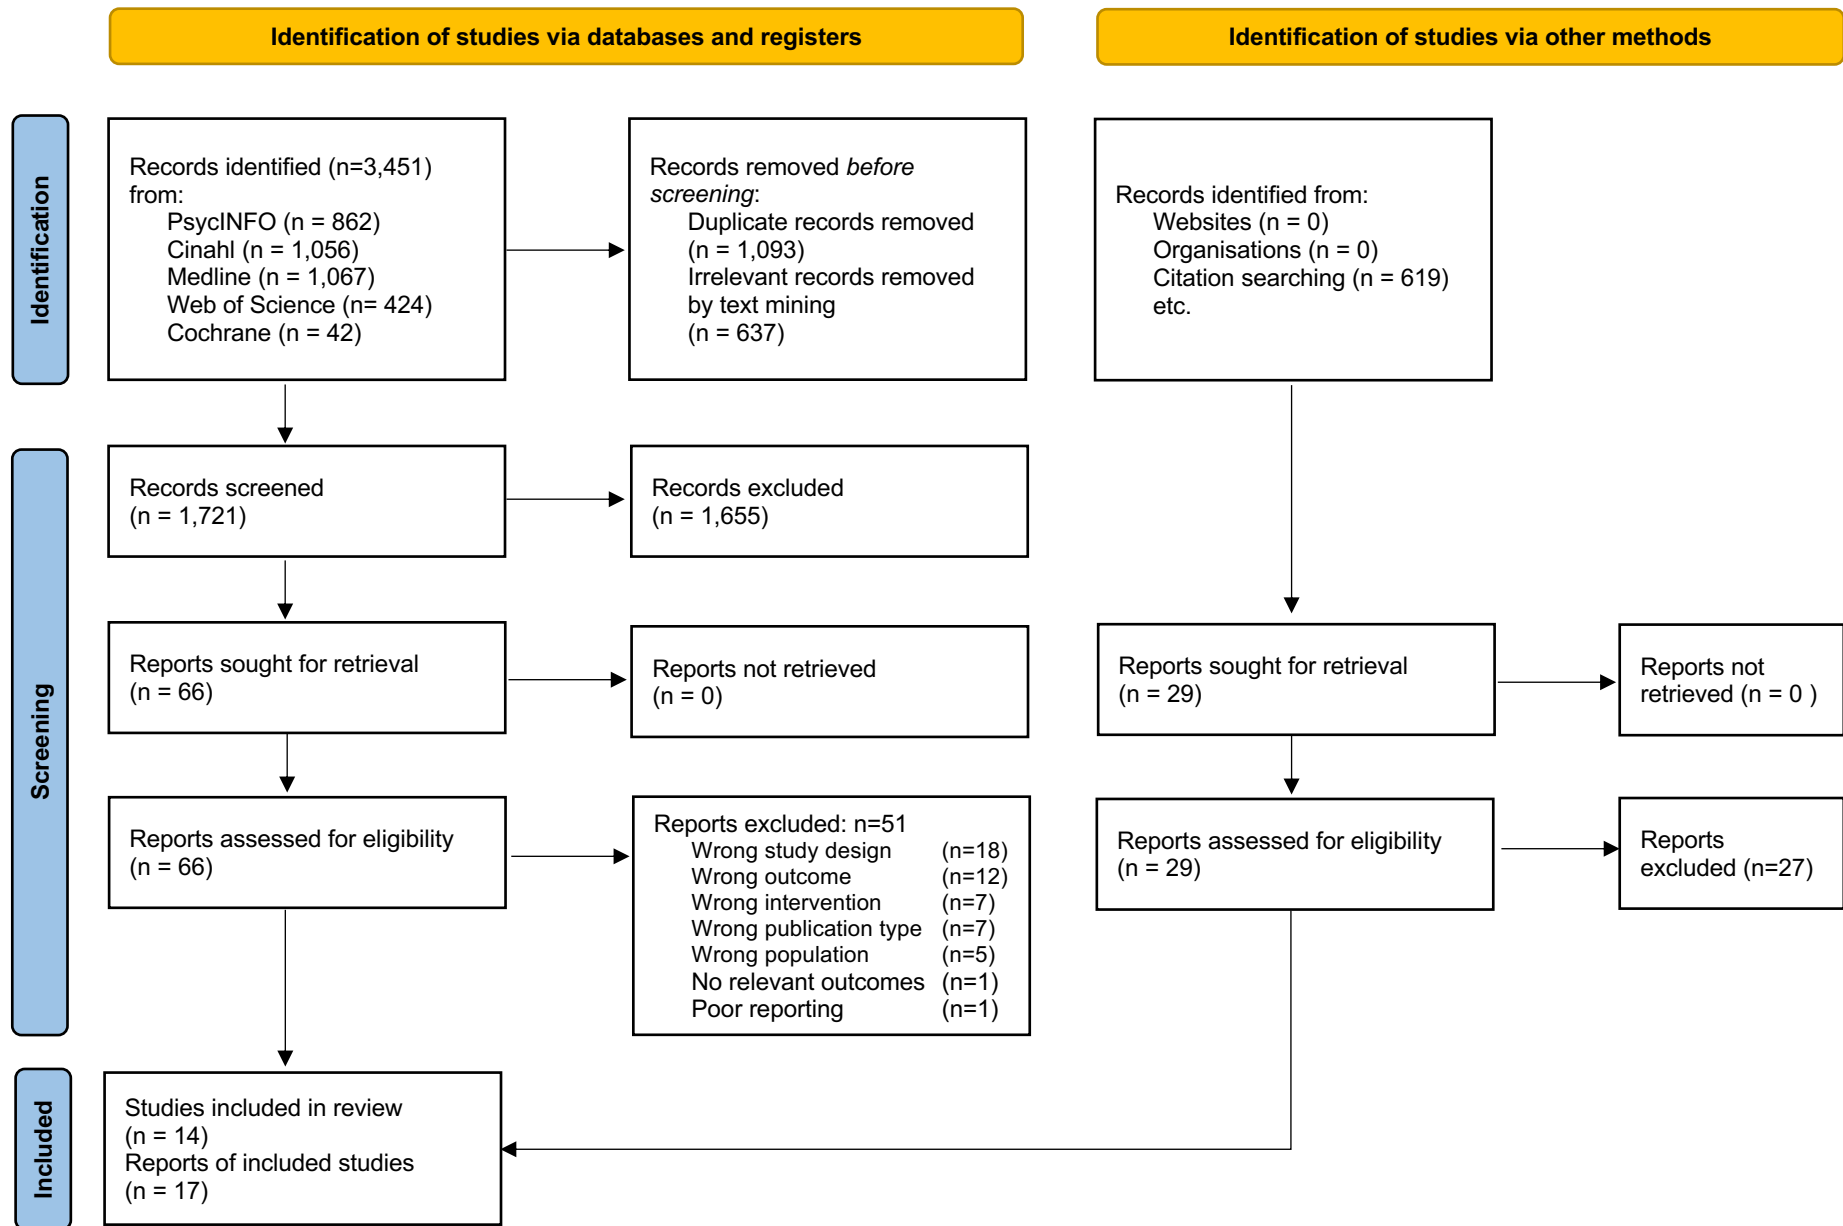 Identification of studies via databases and registers
Identification of studies via other methods
Identification
Records identified (n=3,451)
from:
PsycINFO (n = 862)
Cinahl (n = 1,056)
Medline (n = 1,067)
Web of Science (n= 424)
Cochrane (n = 42)
Records removed before
screening:
Duplicate records removed
(n = 1,093)
Irrelevant records removed
by text mining
(n = 637)
Records identified from:
Websites (n = 0)
Organisations (n = 0)
Citation searching (n = 619)
etc.
Screening
Records screened
(n = 1,721)
Records excluded
(n = 1,655)
Reports sought for retrieval
(n = 66)
Reports not retrieved
(n = 0)
Reports sought for retrieval
(n = 29)
Reports not
retrieved (n = 0 )
Reports assessed for eligibility
(n = 66)
Reports excluded: n=51
Wrong study design (n=18)
Wrong outcome (n=12)
Wrong intervention (n=7)
Wrong publication type (n=7)
Wrong population (n=5)
No relevant outcomes (n=1)
Poor reporting (n=1)
Reports assessed for eligibility
(n = 29)
Reports
excluded (n=27)
Included
Studies included in review
(n = 14)
Reports of included studies
(n = 17)